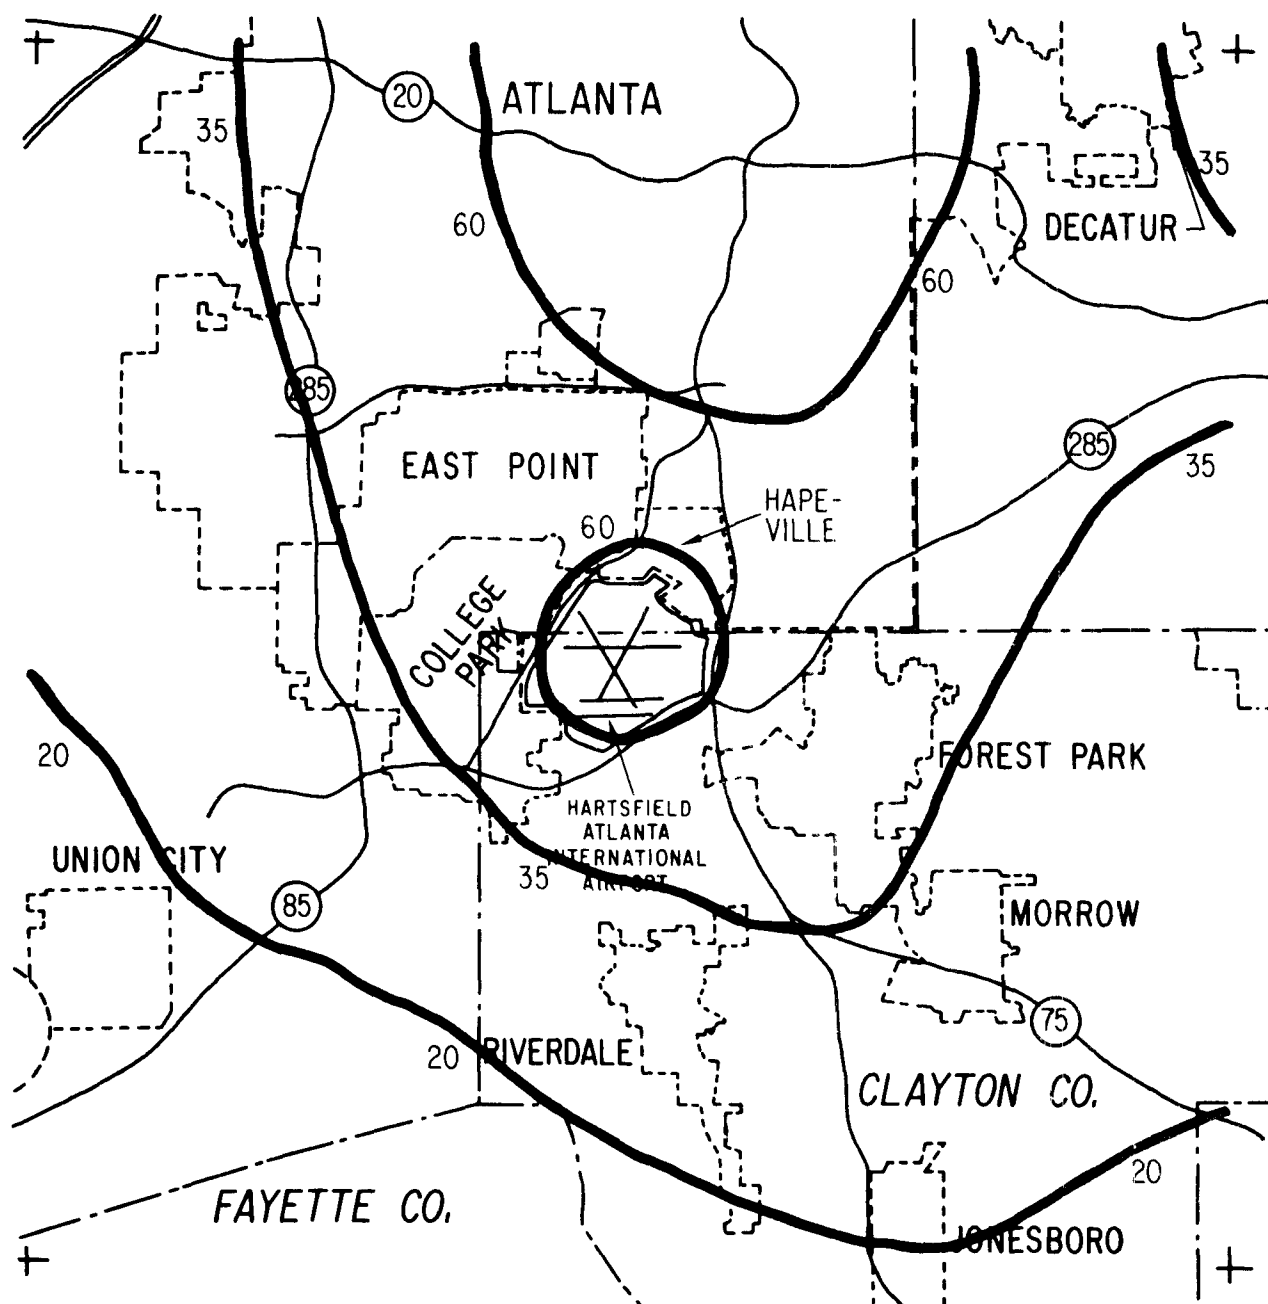 20
ATLANTA
35
35
60
DECATUR
60
285
285
35
EAST POINT
HAPE-
VILLE
60
COLLEGE
PARK
20
FOREST PARK
HARTSFIELD
ATLANTA
INTERNATIONAL
AIRPORT
UNION CITY
35
85
MORROW
75
20
RIVERDALE
CLAYTON CO.
20
FAYETTE CO.
JONESBORO